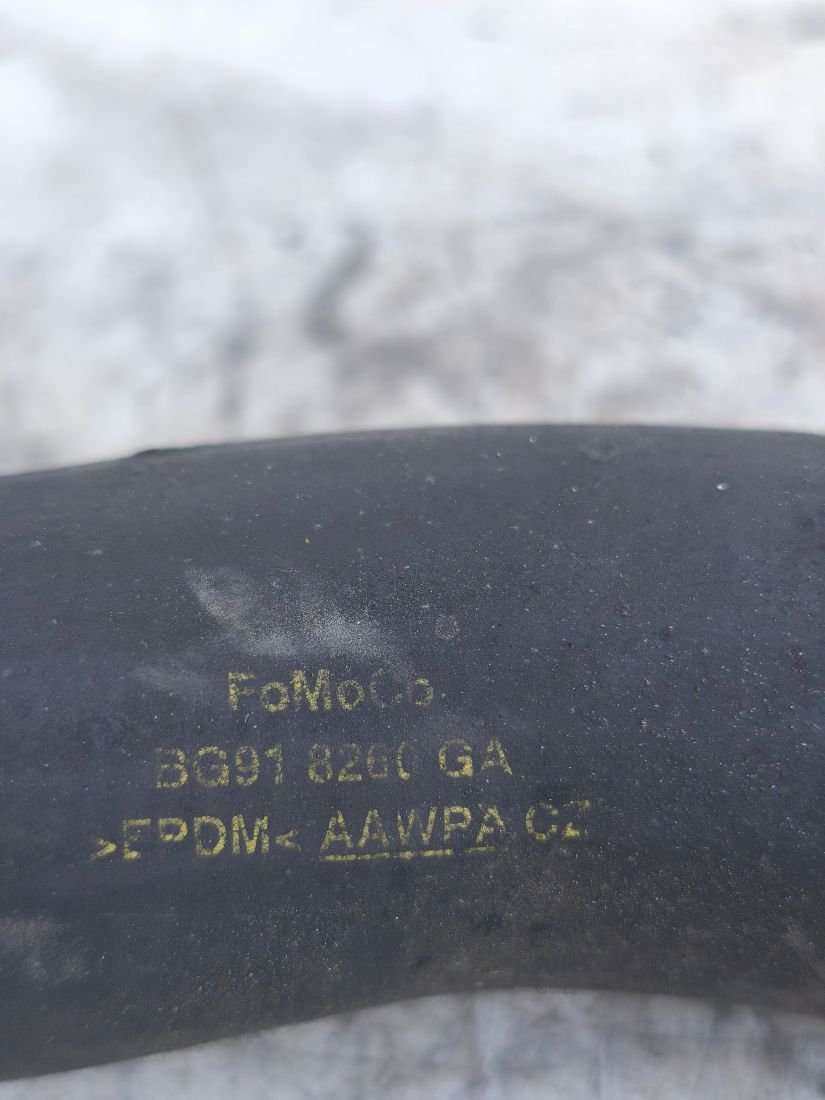 FoMoCo
BG91 8260 GA
>EPDM< AAWPA CZ